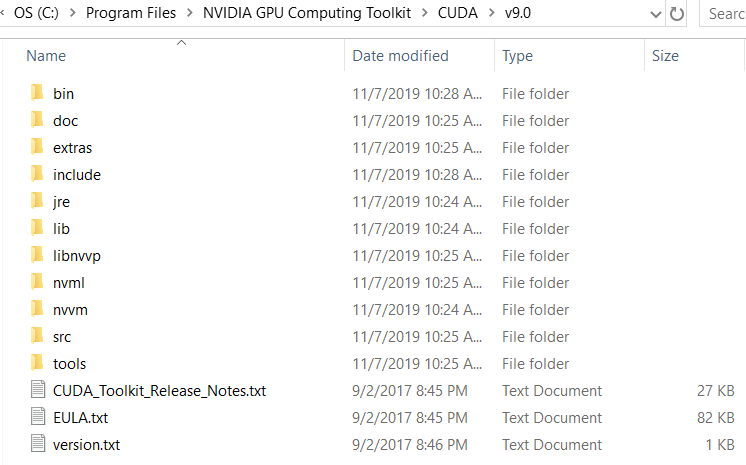 OS (C:) > Program Files > NVIDIA GPU Computing Toolkit > CUDA > v9.0 Searc
Name Date modified Type Size
bin 11/7/2019 10:28 A... File folder
doc 11/7/2019 10:25 A... File folder
extras 11/7/2019 10:25 A... File folder
include 11/7/2019 10:28 A... File folder
jre 11/7/2019 10:24 A... File folder
lib 11/7/2019 10:24 A... File folder
libnvvp 11/7/2019 10:25 A... File folder
nvml 11/7/2019 10:25 A... File folder
nvvm 11/7/2019 10:24 A... File folder
src 11/7/2019 10:25 A... File folder
tools 11/7/2019 10:25 A... File folder
CUDA_Toolkit_Release_Notes.txt 9/2/2017 8:45 PM Text Document 27 KB
EULA.txt 9/2/2017 8:45 PM Text Document 82 KB
version.txt 9/2/2017 8:46 PM Text Document 1 KB